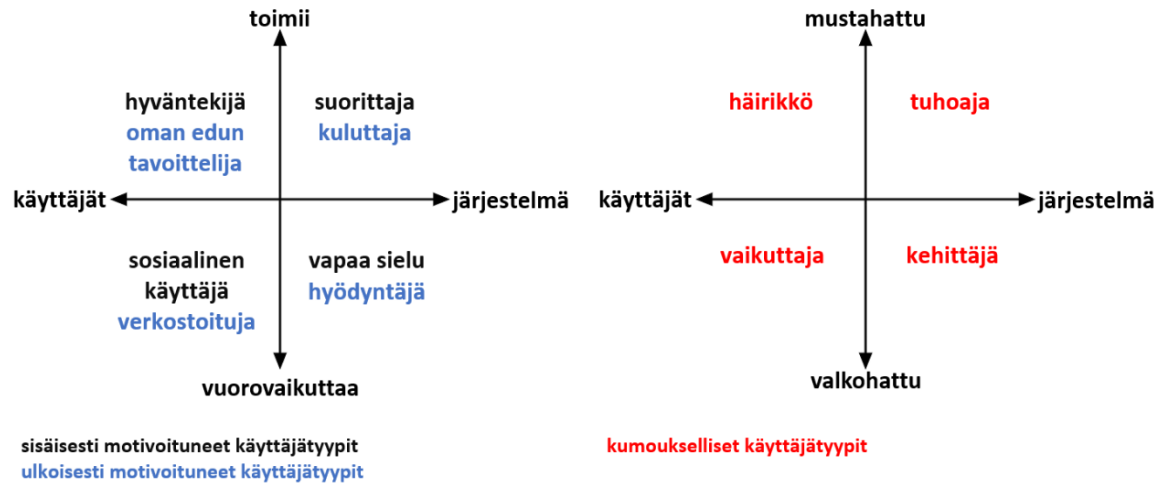 toimii
hyväntekijä
oman edun
tavoittelija
suorittaja
kuluttaja
käyttäjät
järjestelmä
sosiaalinen
käyttäjä
verkostoituja
vapaa sielu
hyödyntäjä
vuorovaikuttaa
sisäisesti motivoituneet käyttäjätyypit
ulkoisesti motivoituneet käyttäjätyypit
mustahattu
häirikkö
tuhoaja
käyttäjät
järjestelmä
vaikuttaja
kehittäjä
valkohattu
kumoukselliset käyttäjätyypit